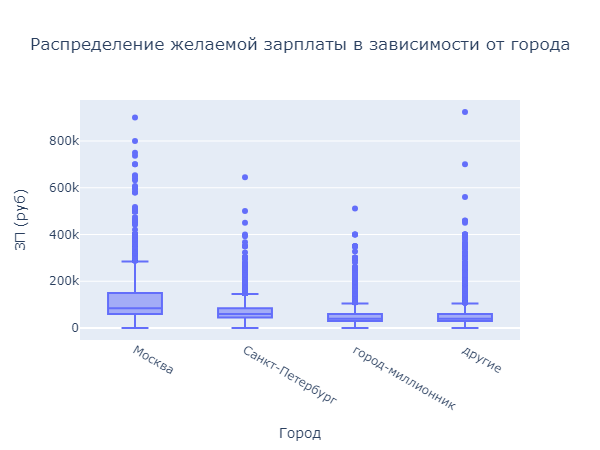 Распределение желаемой зарплаты в зависимости от города
800k
600k
400k
200k
0
ЗП (руб)
Москва
Санкт-Петербург
город-миллионник
другие
Город